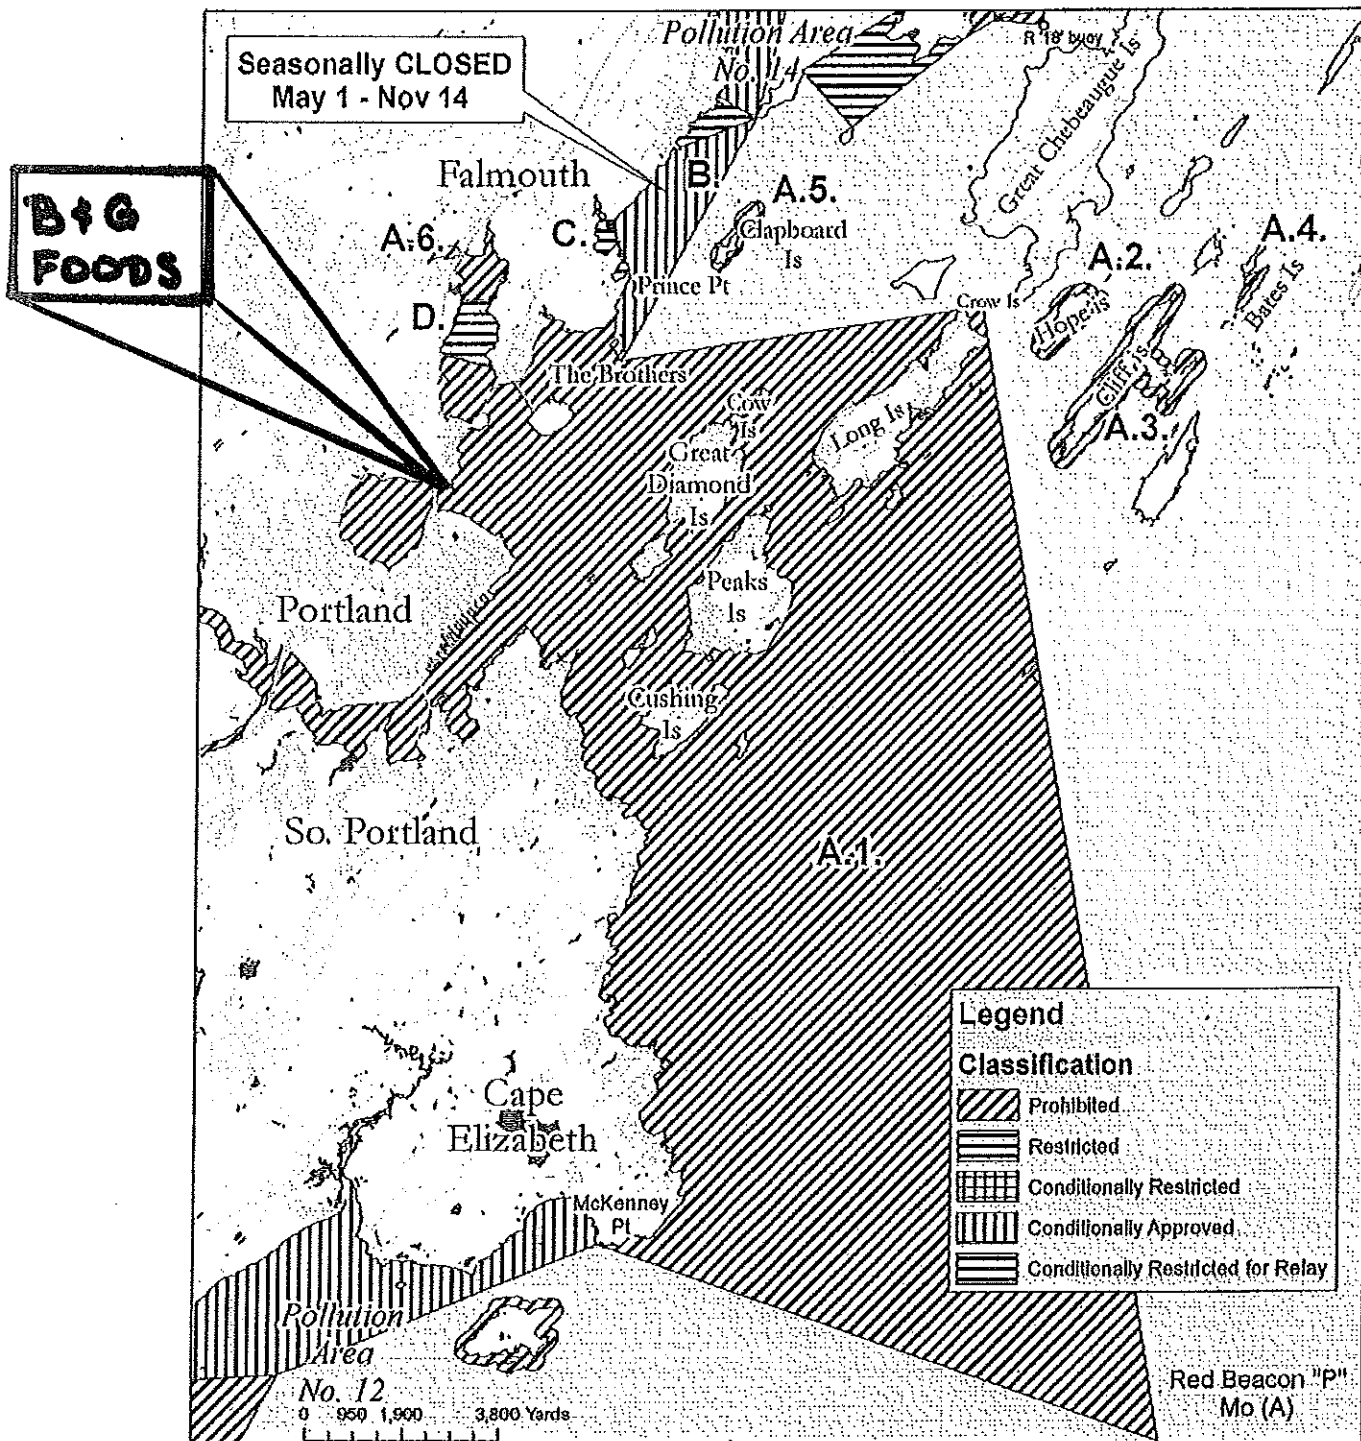 Pollution Area
No. 14
R "18" buoy
Great Chebeaugue Is
Seasonally CLOSED
May 1 - Nov 14
B & G
FOODS
Falmouth
B.
A.5.
Clapboard
Is
A.6.
C.
D.
Prince Pt
A.2.
A.4.
Bates Is
Hope Is
Crow Is
Cliff Is
A.3.
The Brothers
Cow
Is
Long Is
Great
Diamond
Is
Peaks
Is
Portland
Cushing
Is
So. Portland
A.1.
Cape
Elizabeth
McKenney
Pt
Legend
Classification
Prohibited
Restricted
Conditionally Restricted
Conditionally Approved
Conditionally Restricted for Relay
Pollution
Area
No. 12
0 950 1,900 3,800 Yards
Red Beacon "P"
Mo (A)